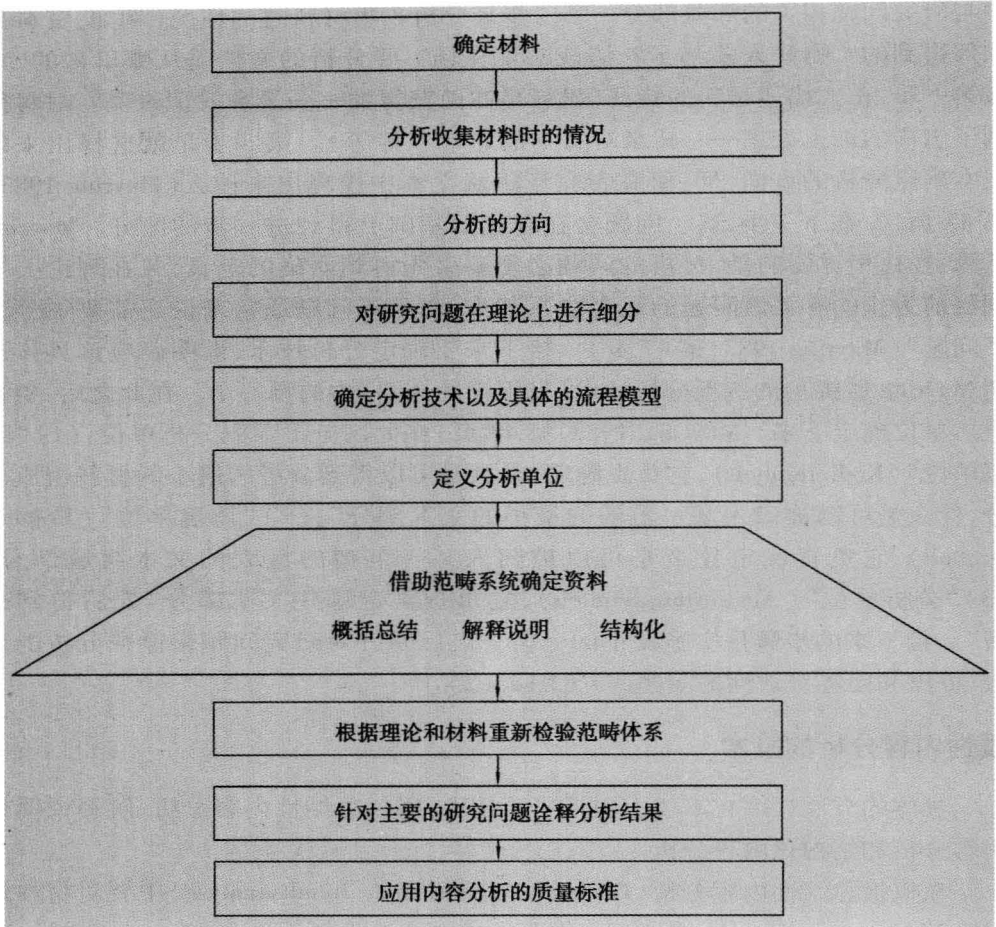 确定材料
分析收集材料时的情况
分析的方向
对研究问题在理论上进行细分
确定分析技术以及具体的流程模型
定义分析单位
借助范畴系统确定资料
概括总结 解释说明 结构化
根据理论和材料重新检验范畴体系
针对主要的研究问题诠释分析结果
应用内容分析的质量标准